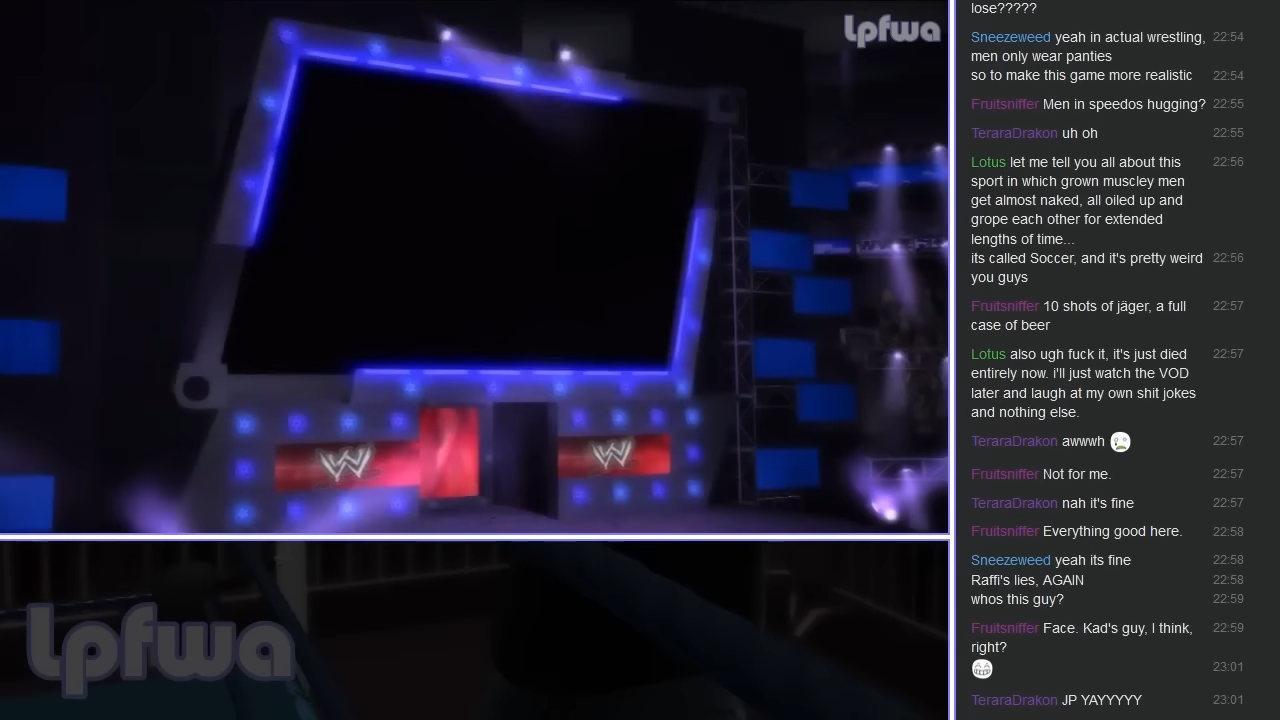 lpfwa
W
W
lpfwa
lose?????
Sneezeweed yeah in actual wrestling, 22:54
men only wear panties
so to make this game more realistic 22:54
Fruitsniffer Men in speedos hugging? 22:55
TeraraDrakon uh oh 22:55
Lotus let me tell you all about this 22:56
sport in which grown muscley men
get almost naked, all oiled up and
grope each other for extended
lengths of time...
its called Soccer, and it's pretty weird 22:56
you guys
Fruitsniffer 10 shots of jäger, a full 22:57
case of beer
Lotus also ugh fuck it, it's just died 22:57
entirely now. i'll just watch the VOD
later and laugh at my own shit jokes
and nothing else.
TeraraDrakon awwwh 22:57
Fruitsniffer Not for me. 22:57
TeraraDrakon nah it's fine 22:57
Fruitsniffer Everything good here. 22:58
Sneezeweed yeah its fine 22:58
Raffi's lies, AGAIN 22:58
whos this guy? 22:59
Fruitsniffer Face. Kad's guy, I think, 22:59
right?
23:01
TeraraDrakon JP YAYYYYY 23:01